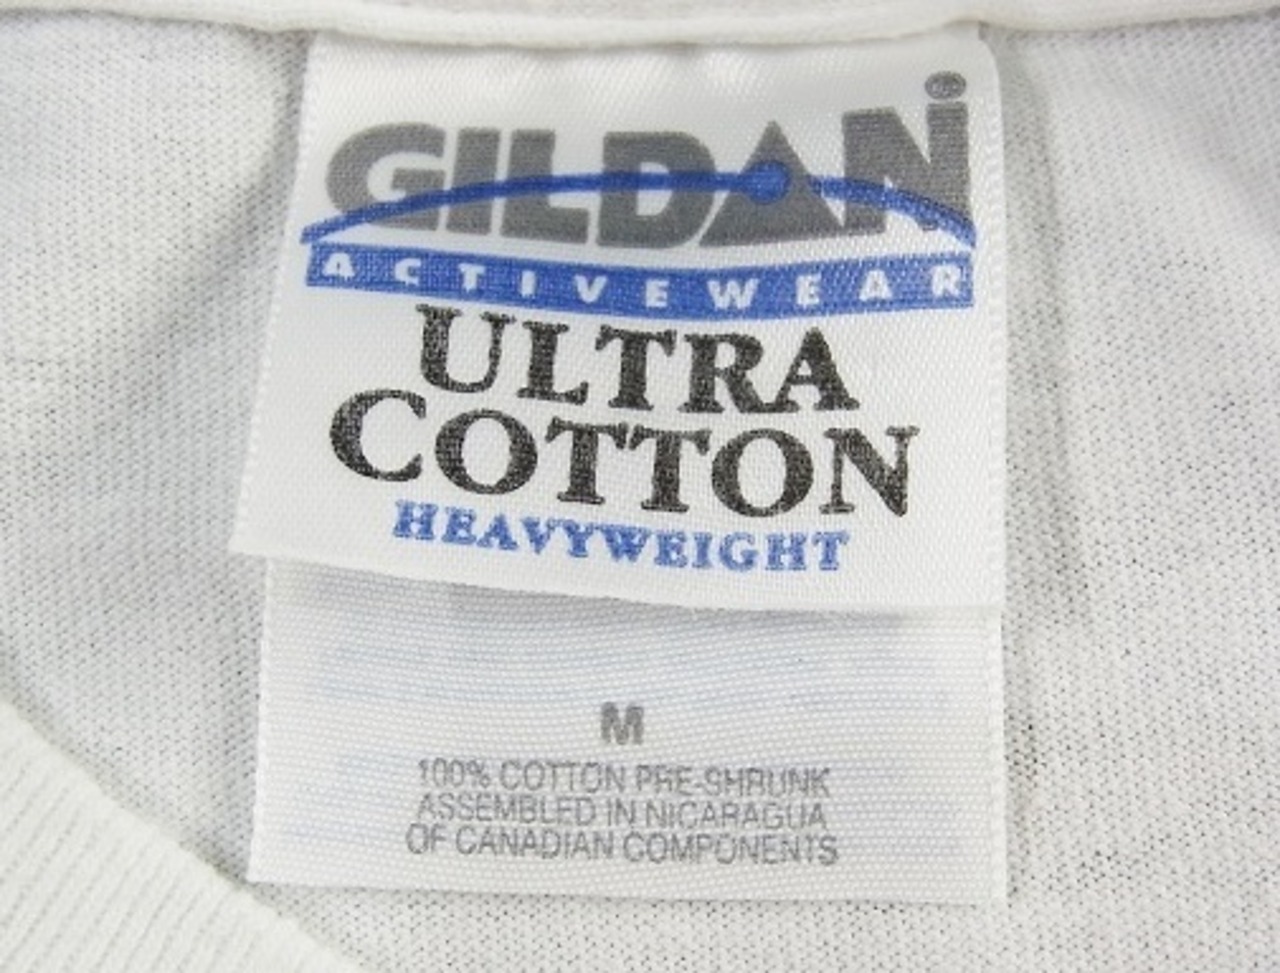 GILDAN®
ACTIVEWEAR
ULTRA
COTTON
HEAVYWEIGHT
M
100% COTTON PRE-SHRUNK
ASSEMBLED IN NICARAGUA
OF CANADIAN COMPONENTS